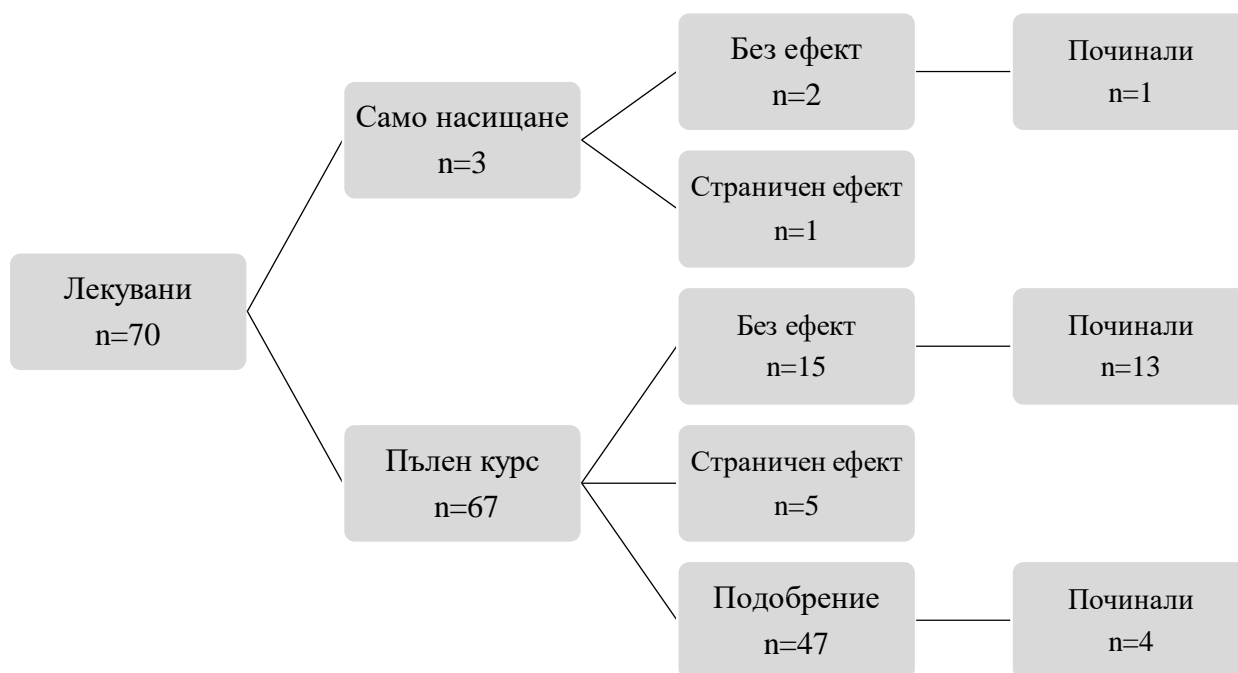 Лекувани
n=70
Само насищане
n=3
Без ефект
n=2
Починали
n=1
Страничен ефект
n=1
Пълен курс
n=67
Без ефект
n=15
Починали
n=13
Страничен ефект
n=5
Подобрение
n=47
Починали
n=4